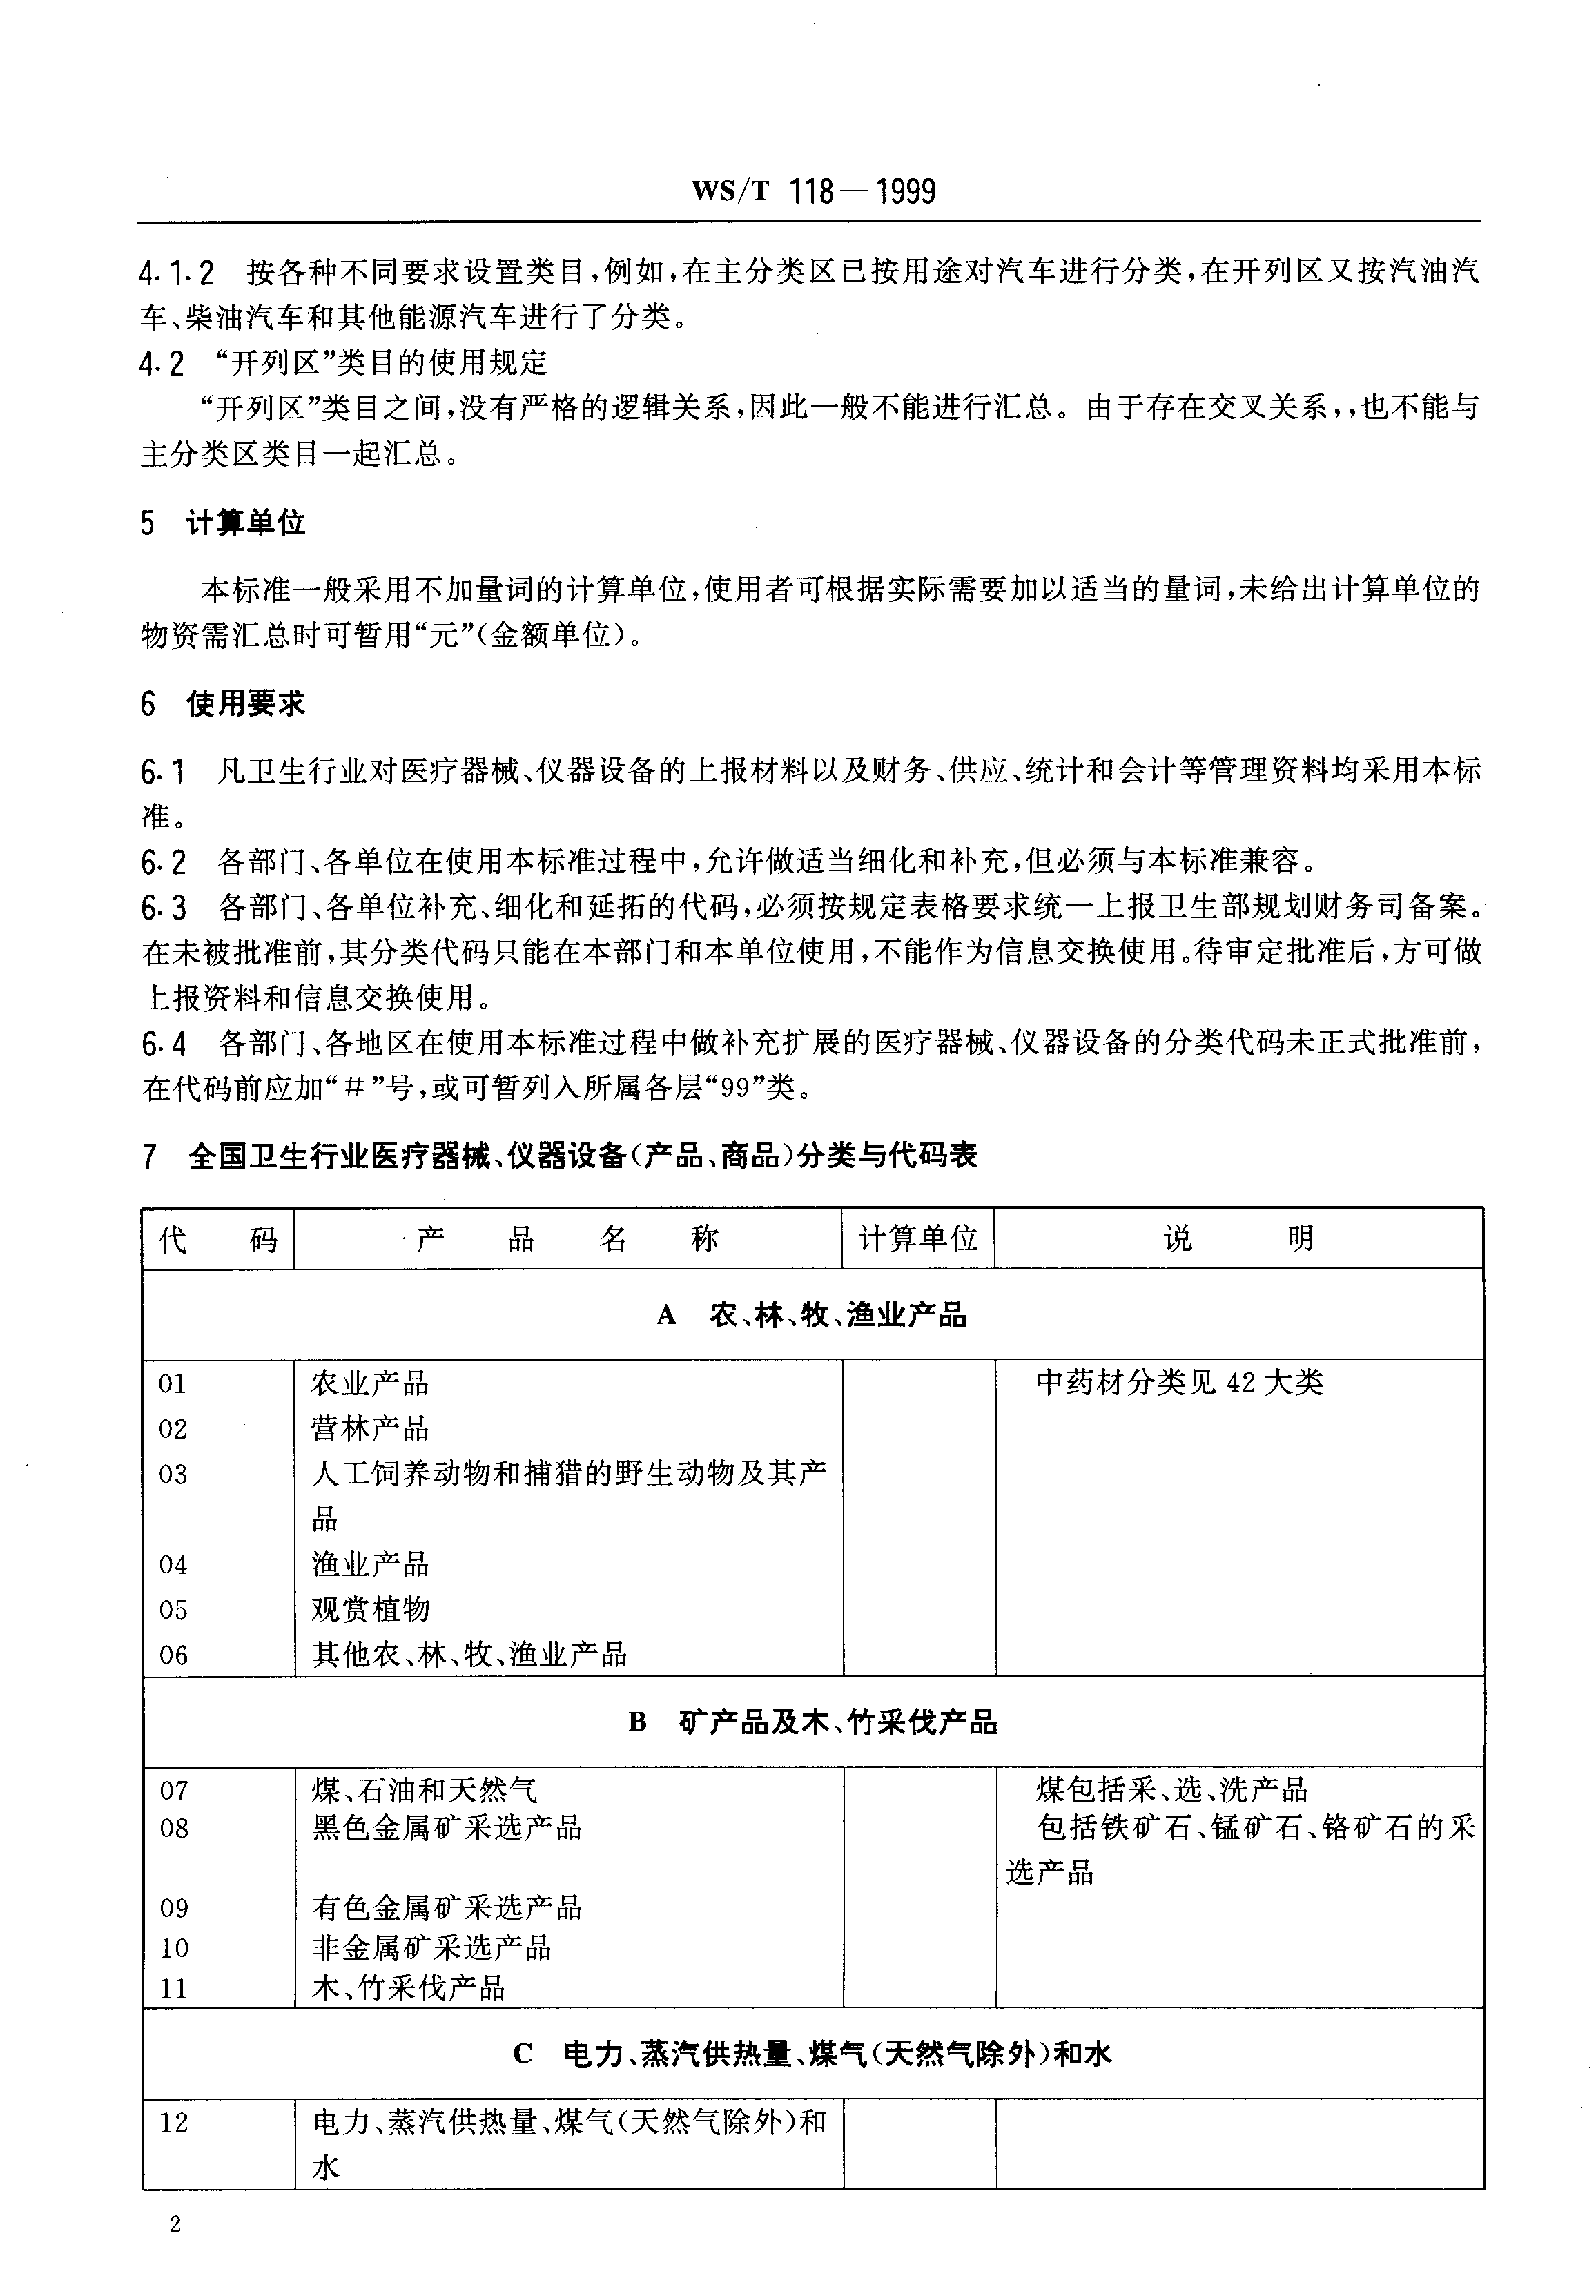 WS/T 118—1999
4.1.2 按各种不同要求设置类目,例如,在主分类区已按用途对汽车进行分类,在开列区又按汽油汽
车、柴油汽车和其他能源汽车进行了分类。
4.2 “开列区”类目的使用规定
“开列区”类目之间,没有严格的逻辑关系,因此一般不能进行汇总。由于存在交叉关系,,也不能与
主分类区类目一起汇总。
5 计算单位
本标准一般采用不加量词的计算单位,使用者可根据实际需要加以适当的量词,未给出计算单位的
物资需汇总时可暂用“元”(金额单位)。
6 使用要求
6.1 凡卫生行业对医疗器械、仪器设备的上报材料以及财务、供应、统计和会计等管理资料均采用本标
准。
6.2 各部门、各单位在使用本标准过程中,允许做适当细化和补充,但必须与本标准兼容。
6.3 各部门、各单位补充、细化和延拓的代码,必须按规定表格要求统一上报卫生部规划财务司备案。
在未被批准前,其分类代码只能在本部门和本单位使用,不能作为信息交换使用。待审定批准后,方可做
上报资料和信息交换使用。
6.4 各部门、各地区在使用本标准过程中做补充扩展的医疗器械、仪器设备的分类代码未正式批准前,
在代码前应加“#”号,或可暂列入所属各层“99”类。
7 全国卫生行业医疗器械、仪器设备(产品、商品)分类与代码表
代 码 产 品 名 称 计算单位 说 明
A 农、林、牧、渔业产品
01 农业产品 中药材分类见 42 大类
02 营林产品
03 人工饲养动物和捕猎的野生动物及其产
品
04 渔业产品
05 观赏植物
06 其他农、林、牧、渔业产品
B 矿产品及木、竹采伐产品
07 煤、石油和天然气 煤包括采、选、洗产品
08 黑色金属矿采选产品 包括铁矿石、锰矿石、铬矿石的采
选产品
09 有色金属矿采选产品
10 非金属矿采选产品
11 木、竹采伐产品
C 电力、蒸汽供热量、煤气(天然气除外)和水
12 电力、蒸汽供热量、煤气(天然气除外)和
水
2